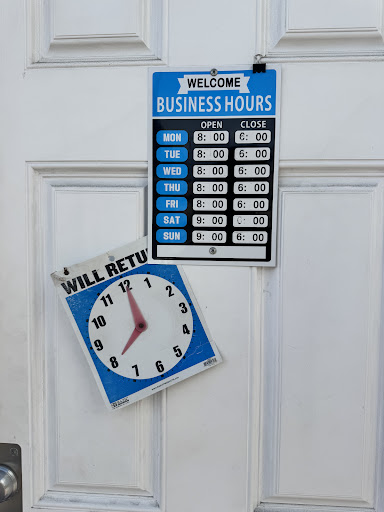 WELCOME
BUSINESS HOURS
OPEN CLOSE
MON 8: 00 6: 00
TUE 8: 00 6: 00
WED 8: 00 6: 00
THU 8: 00 6: 00
FRI 8: 00 6: 00
SAT 9: 00 6: 00
SUN 9: 00 6: 00
WILL RETU
12
11 1
10
9 3
8 4
7 5
6